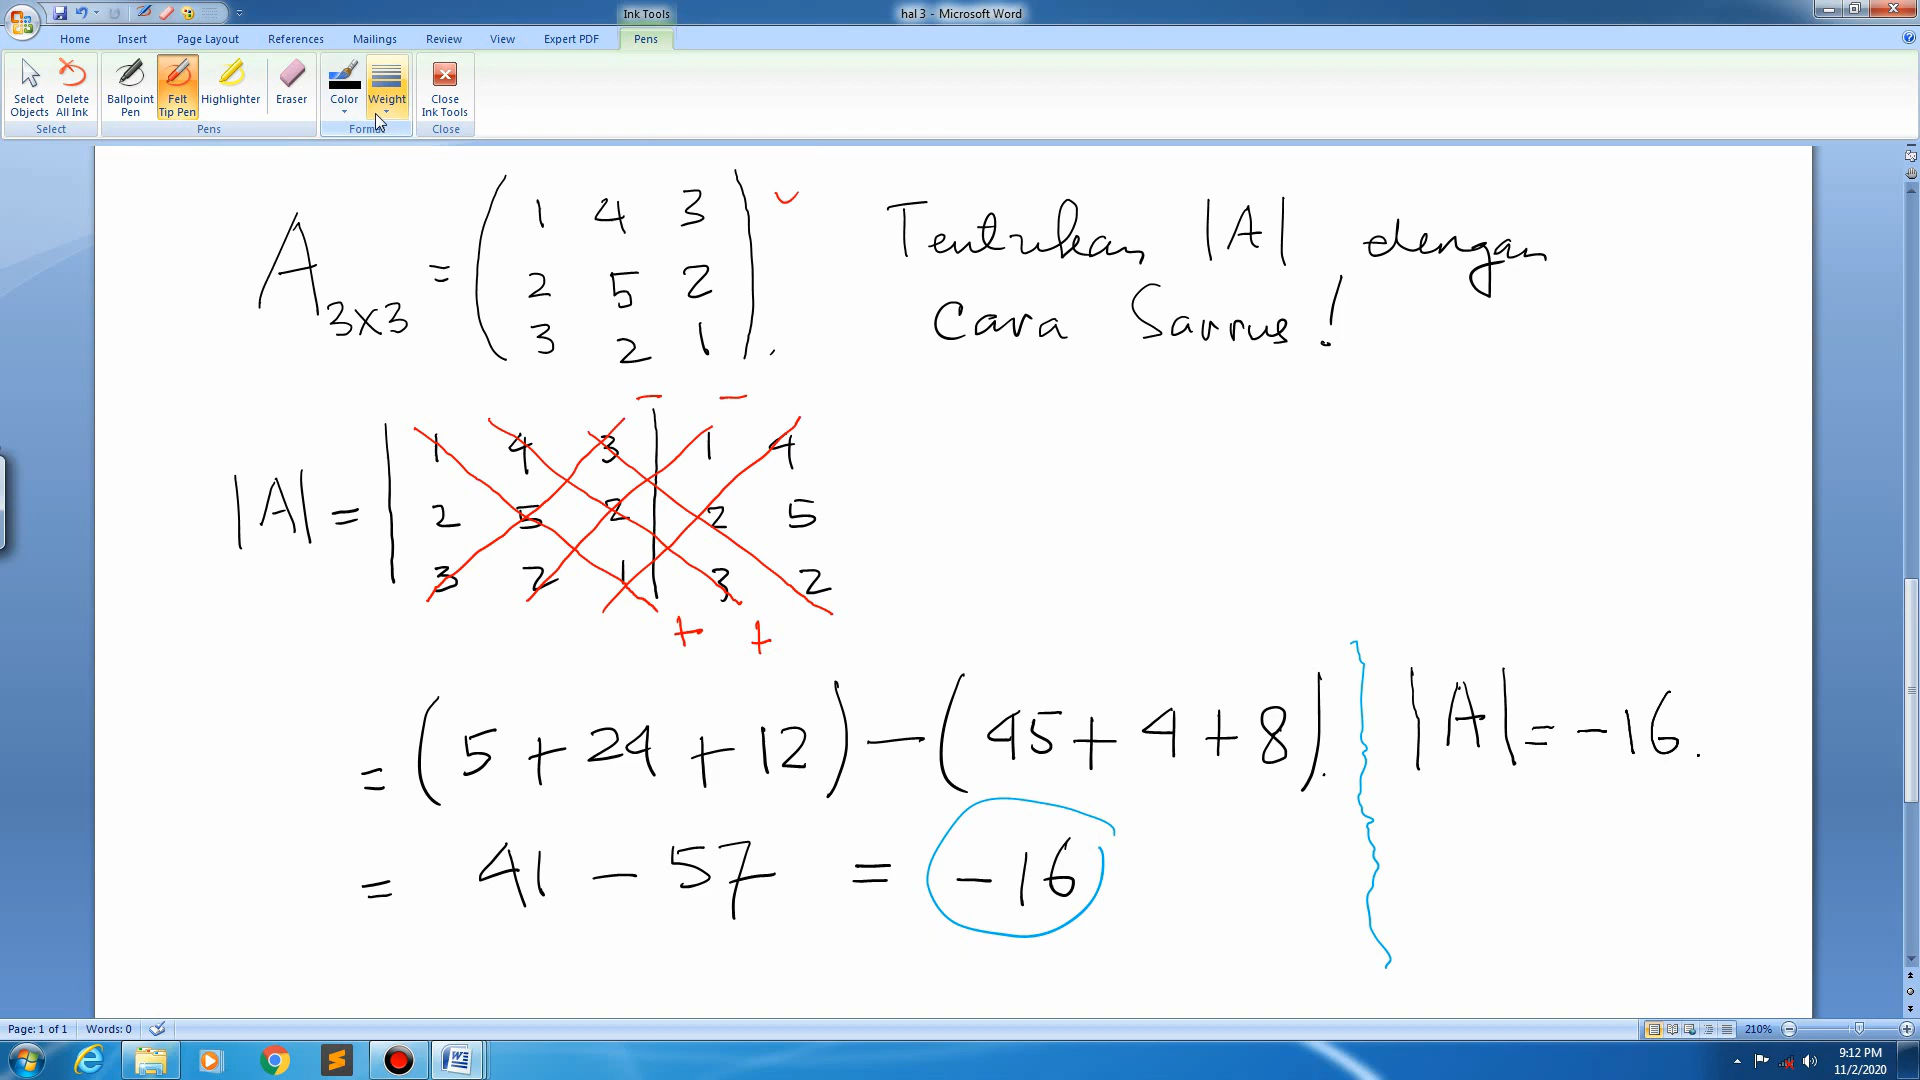 Ink Tools
hal 3 - Microsoft Word
Home Insert Page Layout References Mailings Review View Expert PDF Pens
Select Objects Delete All Ink Ballpoint Pen Felt Tip Pen Highlighter Eraser Color Weight Close Ink Tools
Select Pens Format Close
A3x3 = ( 1 4 3
2 5 2
3 2 1 ).
Tentukan |A| dengan
cara Sarrus!
− −
|A| = | 1 4 3 | 1 4
2 5 2 | 2 5
3 2 1 | 3 2
+ +
= (5 + 24 + 12) − (45 + 4 + 8).
= 41 − 57 = −16
|A| = −16.
Page: 1 of 1 Words: 0 210%
9:12 PM
11/2/2020